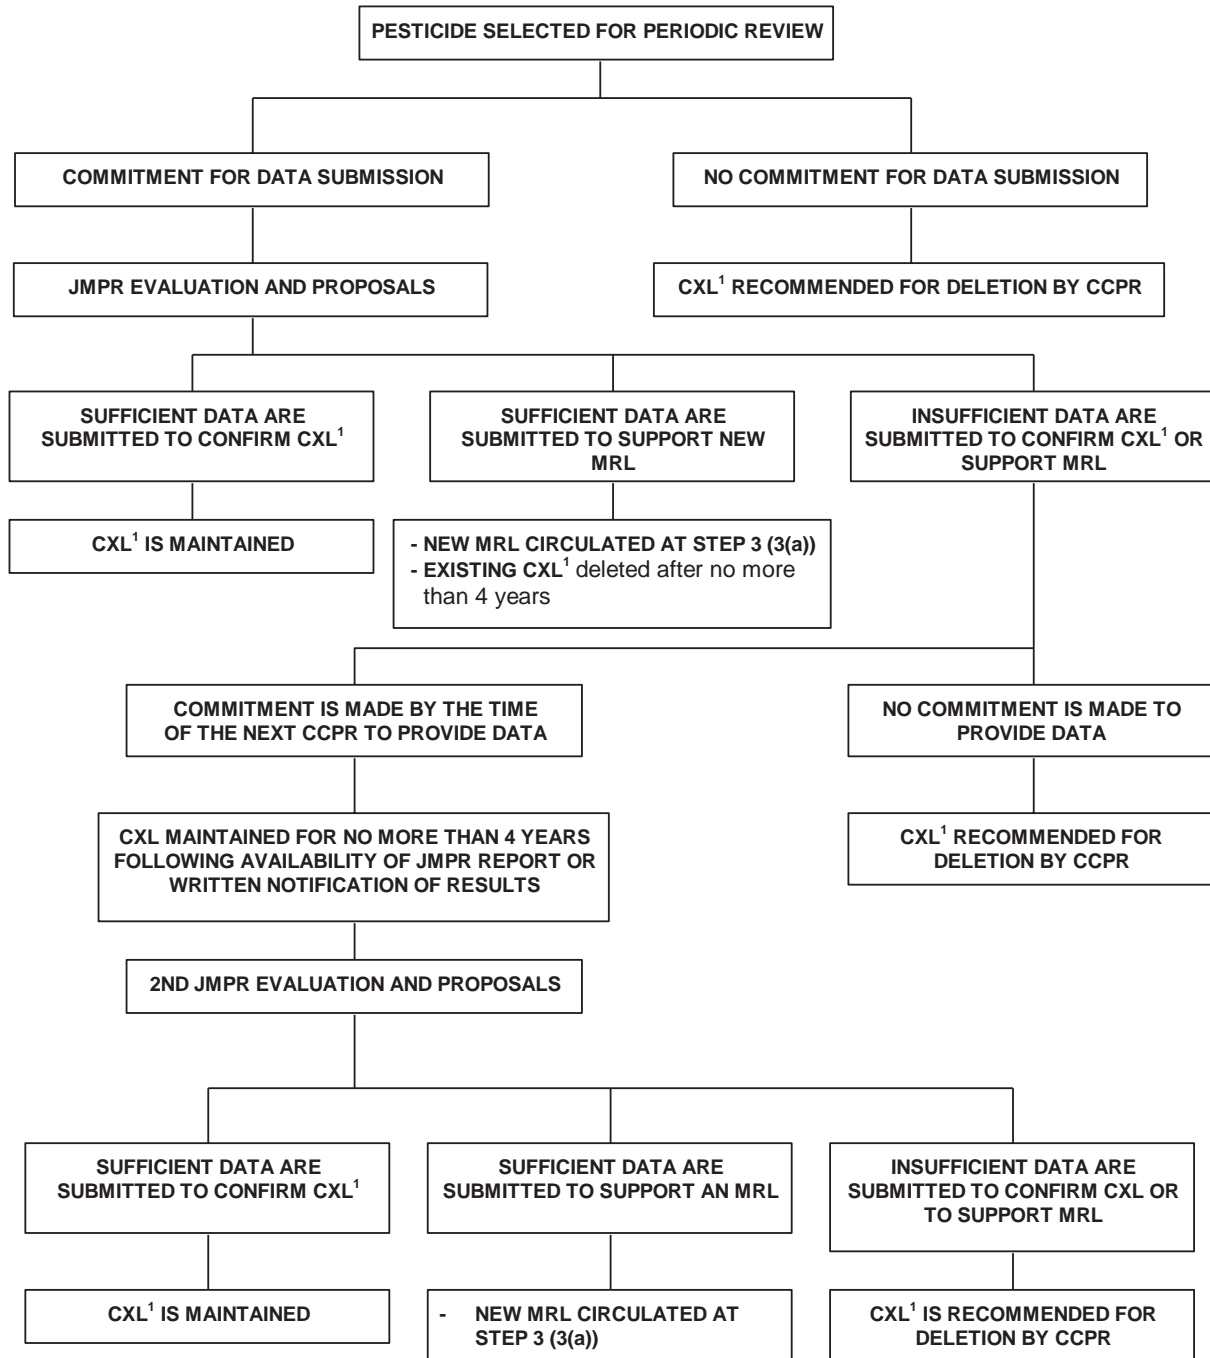 PESTICIDE SELECTED FOR PERIODIC REVIEW
COMMITMENT FOR DATA SUBMISSION
NO COMMITMENT FOR DATA SUBMISSION
JMPR EVALUATION AND PROPOSALS
CXL¹ RECOMMENDED FOR DELETION BY CCPR
SUFFICIENT DATA ARE
SUBMITTED TO CONFIRM CXL¹
SUFFICIENT DATA ARE
SUBMITTED TO SUPPORT NEW
MRL
INSUFFICIENT DATA ARE
SUBMITTED TO CONFIRM CXL¹ OR
SUPPORT MRL
CXL¹ IS MAINTAINED
- NEW MRL CIRCULATED AT STEP 3 (3(a))
- EXISTING CXL¹ deleted after no more
than 4 years
COMMITMENT IS MADE BY THE TIME
OF THE NEXT CCPR TO PROVIDE DATA
NO COMMITMENT IS MADE TO
PROVIDE DATA
CXL MAINTAINED FOR NO MORE THAN 4 YEARS
FOLLOWING AVAILABILITY OF JMPR REPORT OR
WRITTEN NOTIFICATION OF RESULTS
CXL¹ RECOMMENDED FOR
DELETION BY CCPR
2ND JMPR EVALUATION AND PROPOSALS
SUFFICIENT DATA ARE
SUBMITTED TO CONFIRM CXL¹
SUFFICIENT DATA ARE
SUBMITTED TO SUPPORT AN MRL
INSUFFICIENT DATA ARE
SUBMITTED TO CONFIRM CXL OR
TO SUPPORT MRL
CXL¹ IS MAINTAINED
- NEW MRL CIRCULATED AT
STEP 3 (3(a))
CXL¹ IS RECOMMENDED FOR
DELETION BY CCPR